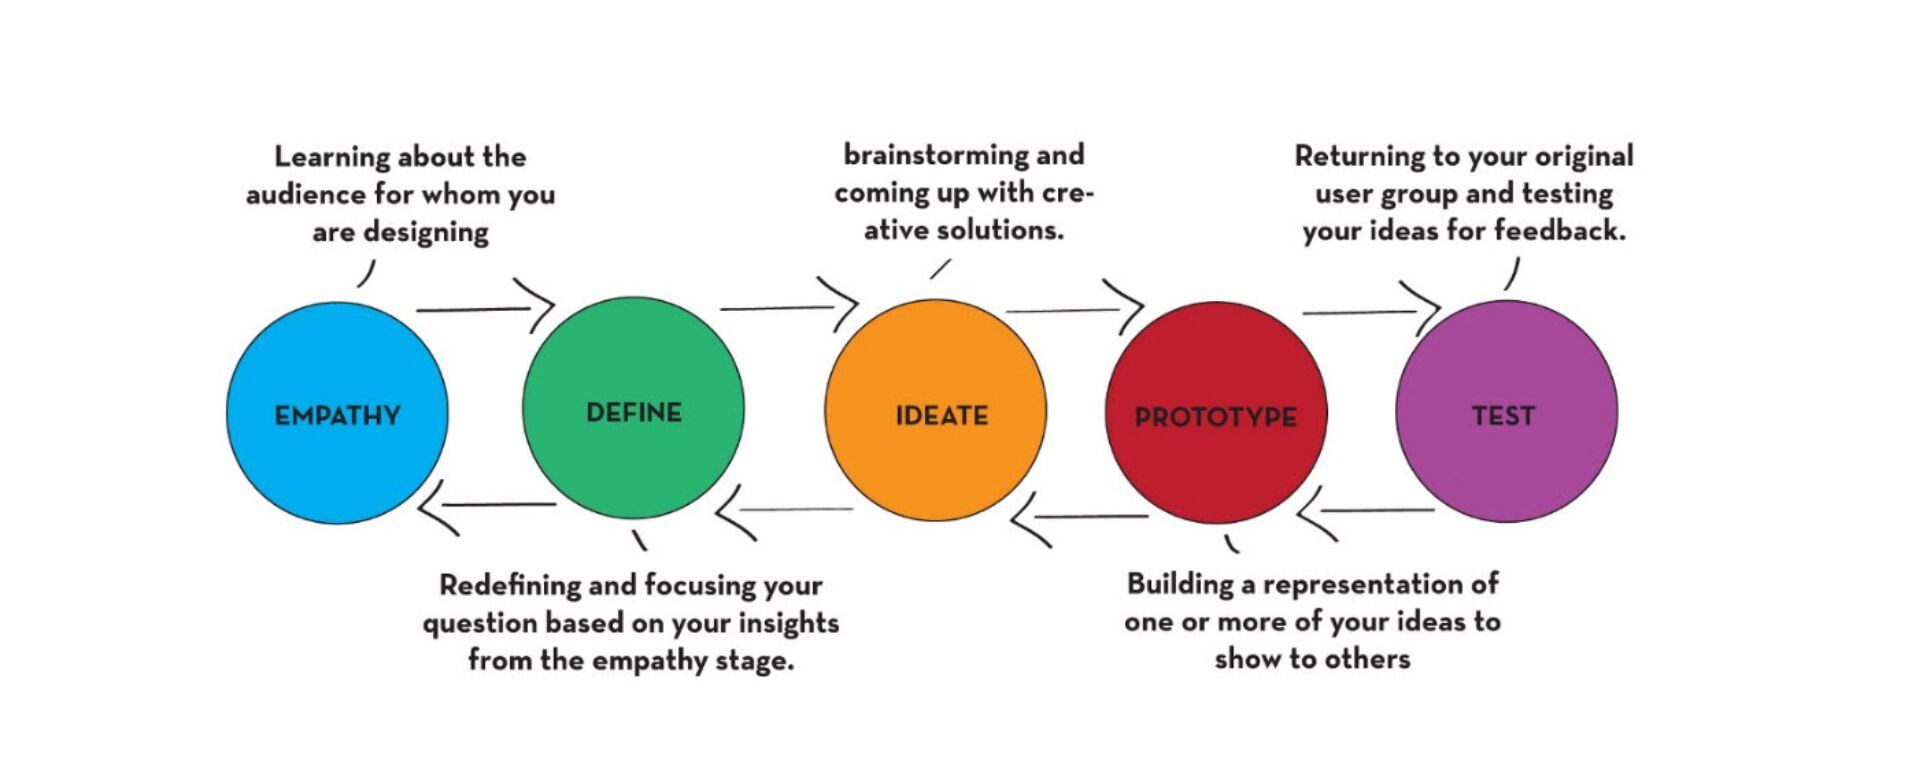 Learning about the
audience for whom you
are designing
brainstorming and
coming up with cre-
ative solutions.
Returning to your original
user group and testing
your ideas for feedback.
EMPATHY
DEFINE
IDEATE
PROTOTYPE
TEST
Redefining and focusing your
question based on your insights
from the empathy stage.
Building a representation of
one or more of your ideas to
show to others